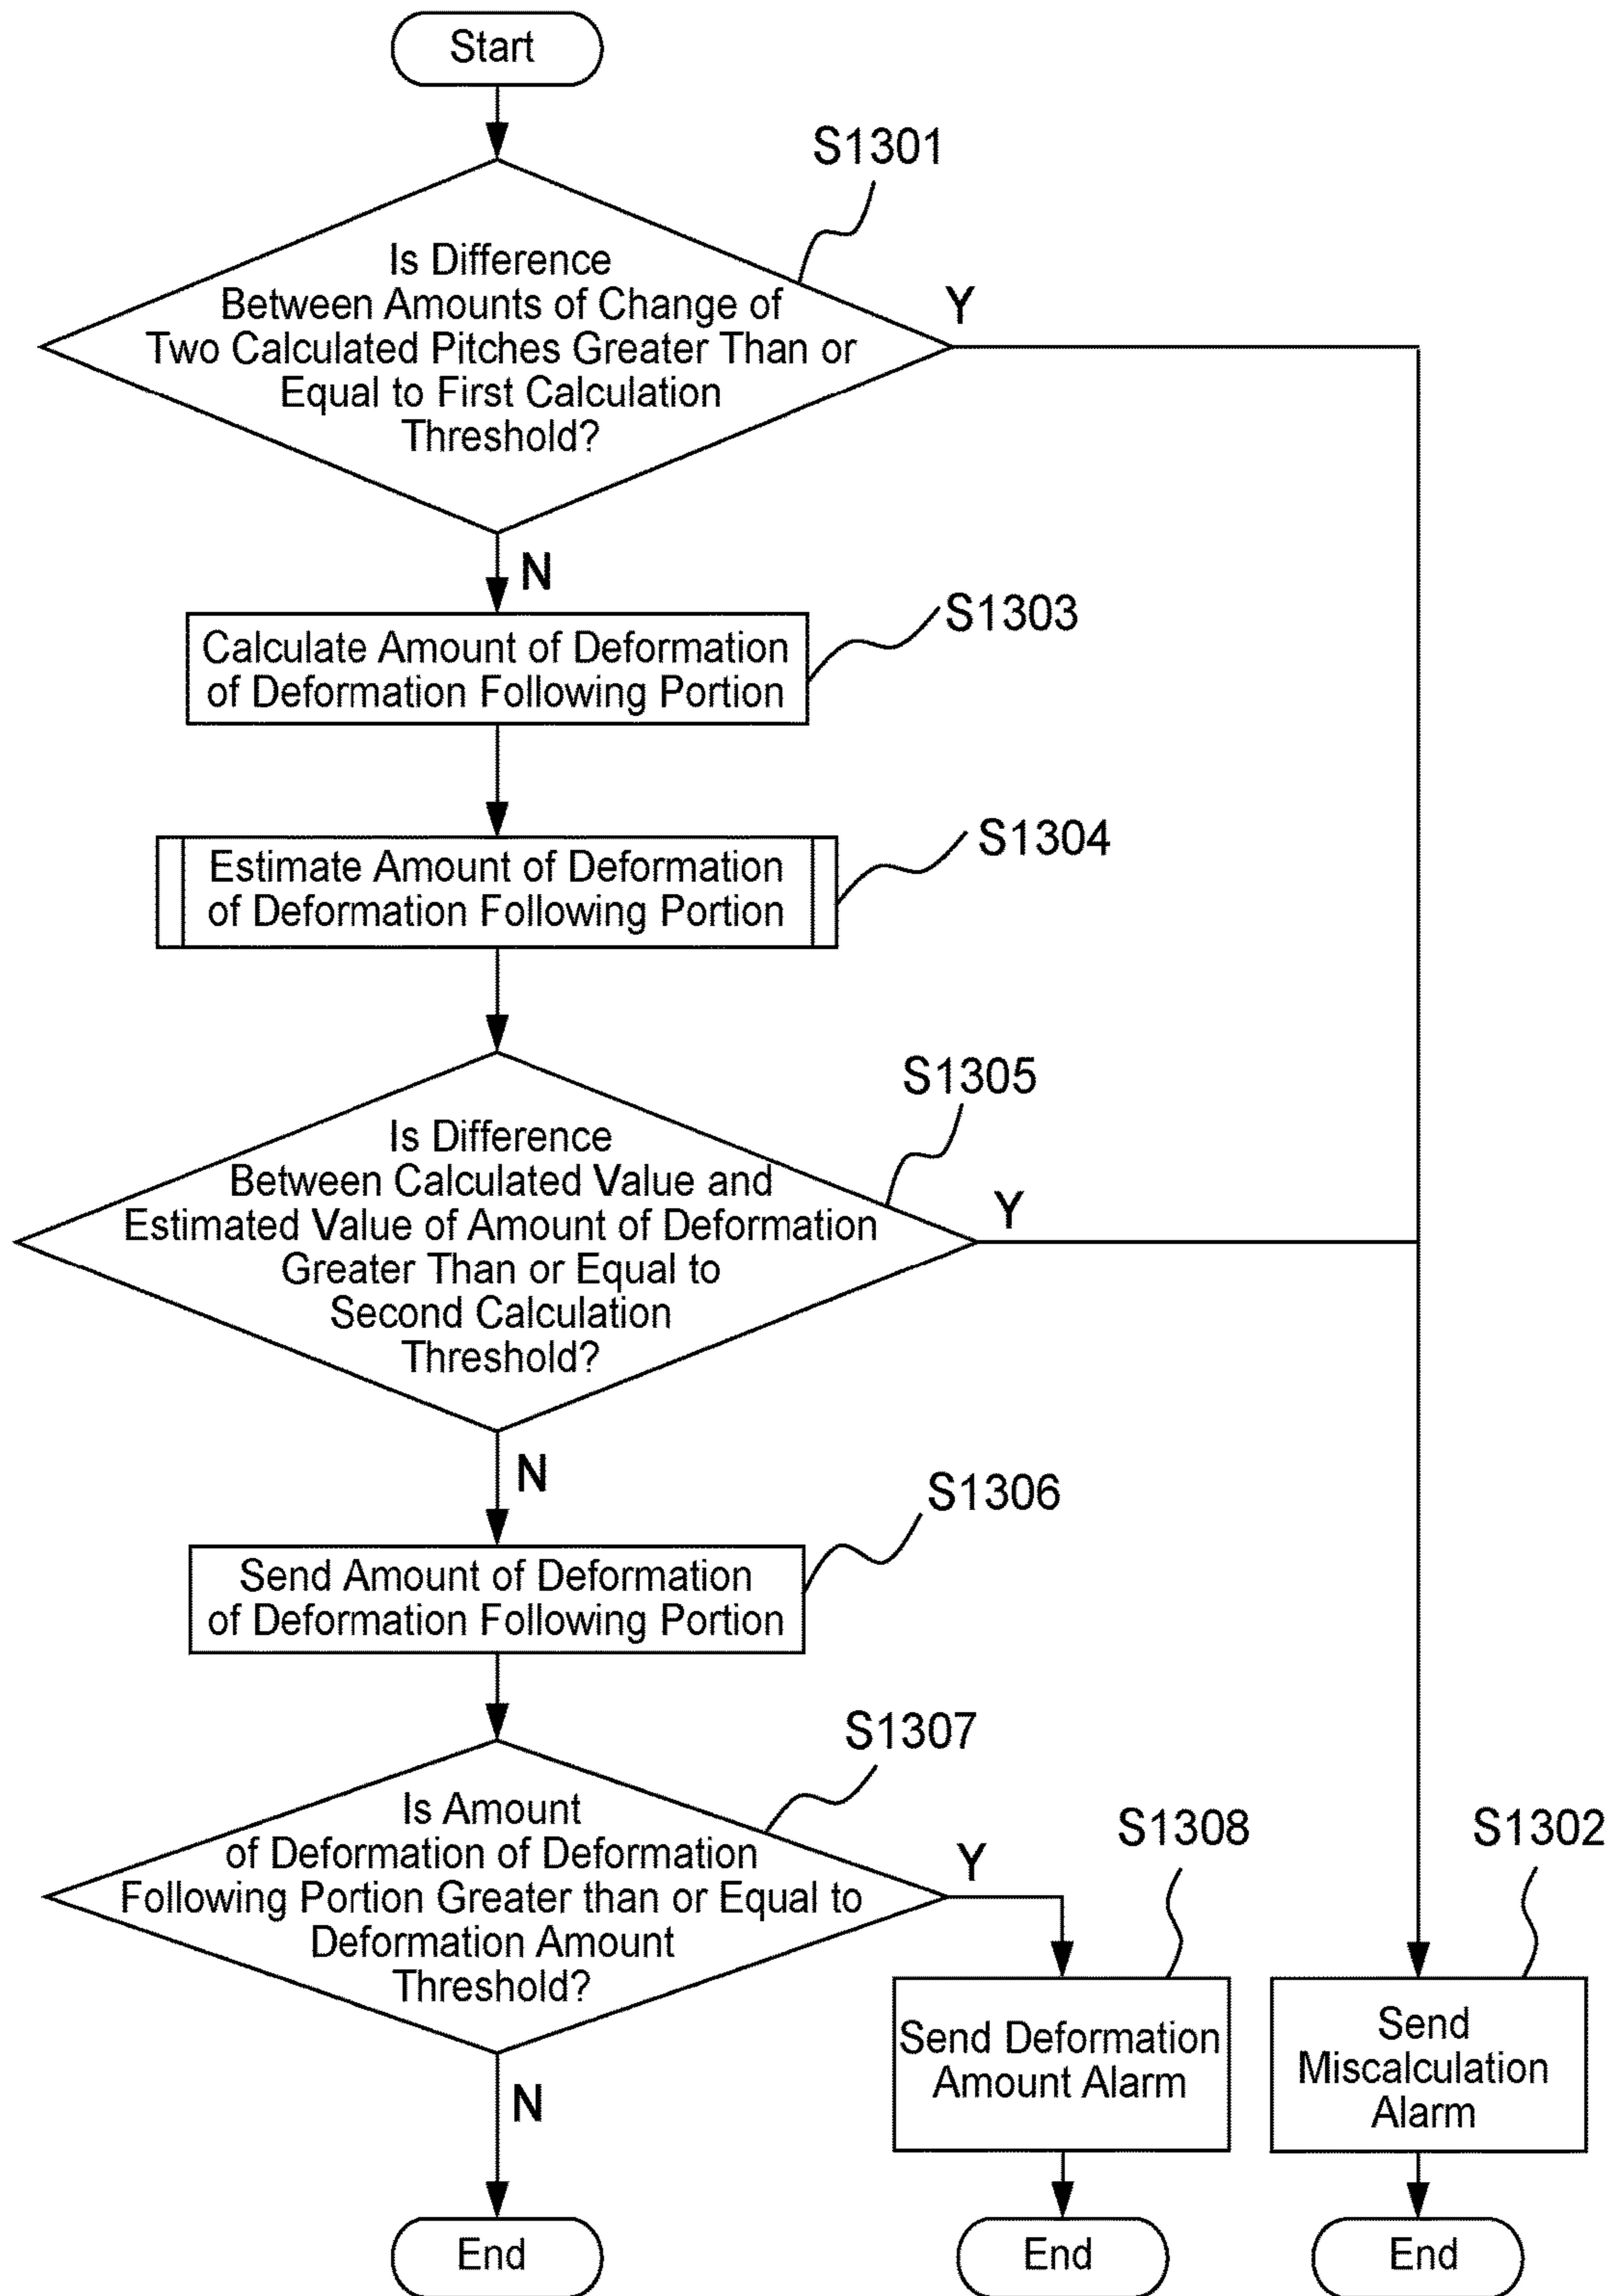 Start
S1301
Is Difference
Between Amounts of Change of
Two Calculated Pitches Greater Than or
Equal to First Calculation
Threshold?
Y
N
S1303
Calculate Amount of Deformation
of Deformation Following Portion
S1304
Estimate Amount of Deformation
of Deformation Following Portion
S1305
Is Difference
Between Calculated Value and
Estimated Value of Amount of Deformation
Greater Than or Equal to
Second Calculation
Threshold?
Y
N
S1306
Send Amount of Deformation
of Deformation Following Portion
S1307
Is Amount
of Deformation of Deformation
Following Portion Greater than or Equal to
Deformation Amount
Threshold?
Y
N
S1308
Send Deformation
Amount Alarm
S1302
Send
Miscalculation
Alarm
End
End
End